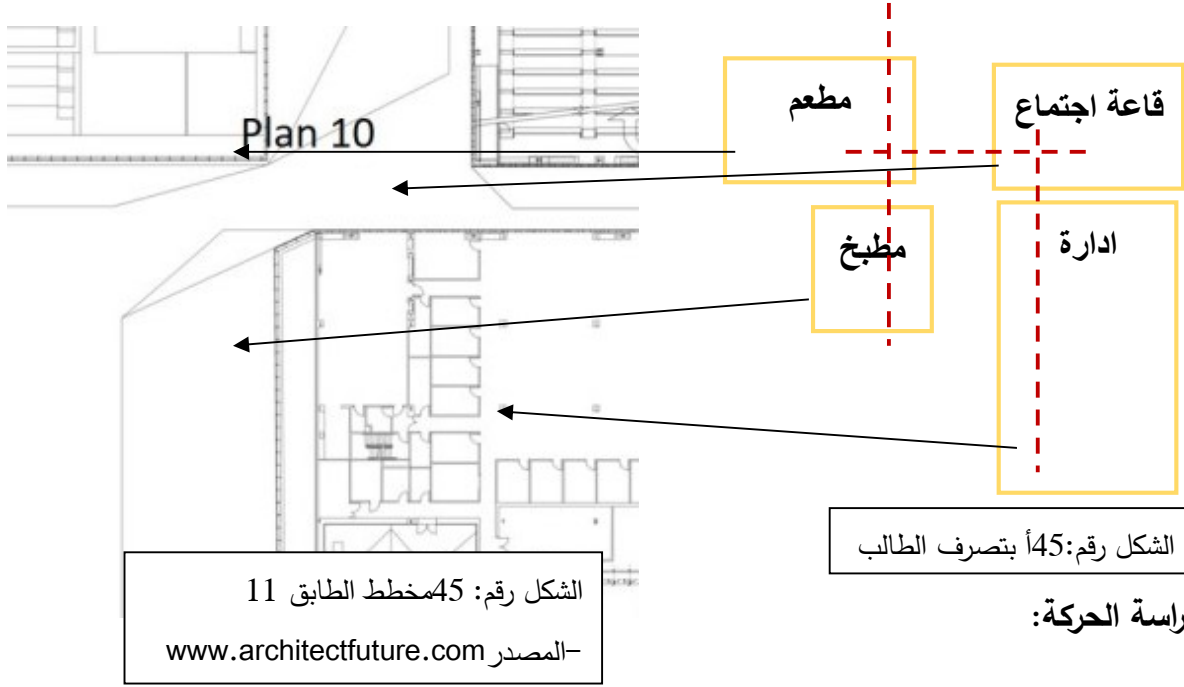 قاعة اجتماع
مطعم
Plan 10
ادارة
مطبخ
الشكل رقم:45أ بتصرف الطالب
الشكل رقم: 45مخطط الطابق 11
-المصدر www.architectfuture.com
راسة الحركة: